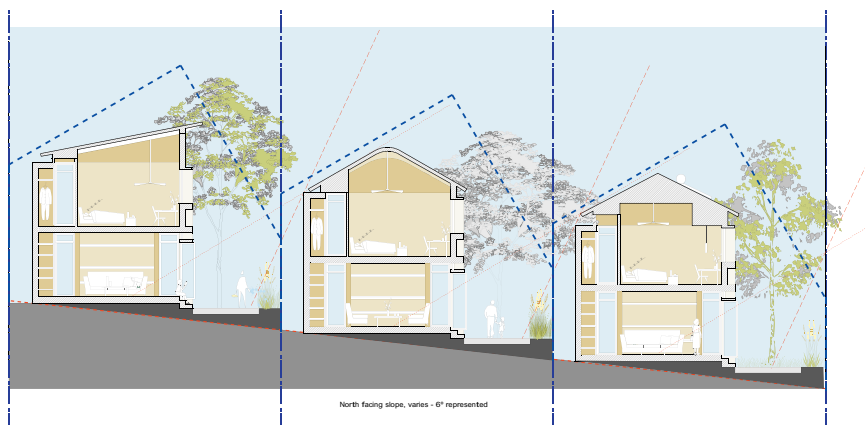 North facing slope, varies - 6° represented